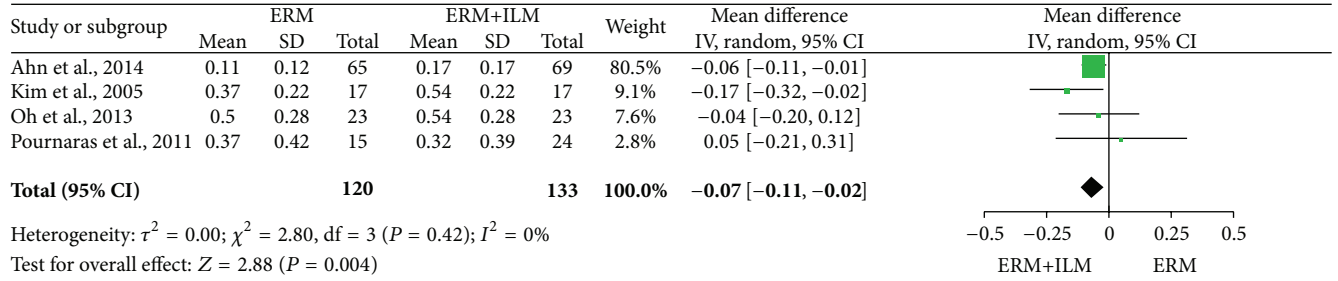 Study or subgroup ERM ERM+ILM Weight Mean difference Mean difference
Mean SD Total Mean SD Total IV, random, 95% CI IV, random, 95% CI
Ahn et al., 2014 0.11 0.12 65 0.17 0.17 69 80.5% −0.06 [−0.11, −0.01]
Kim et al., 2005 0.37 0.22 17 0.54 0.22 17 9.1% −0.17 [−0.32, −0.02]
Oh et al., 2013 0.5 0.28 23 0.54 0.28 23 7.6% −0.04 [−0.20, 0.12]
Pournaras et al., 2011 0.37 0.42 15 0.32 0.39 24 2.8% 0.05 [−0.21, 0.31]
Total (95% CI) 120 133 100.0% −0.07 [−0.11, −0.02]
Heterogeneity: τ² = 0.00; χ² = 2.80, df = 3 (P = 0.42); I² = 0%
Test for overall effect: Z = 2.88 (P = 0.004)
−0.5 −0.25 0 0.25 0.5
ERM+ILM ERM